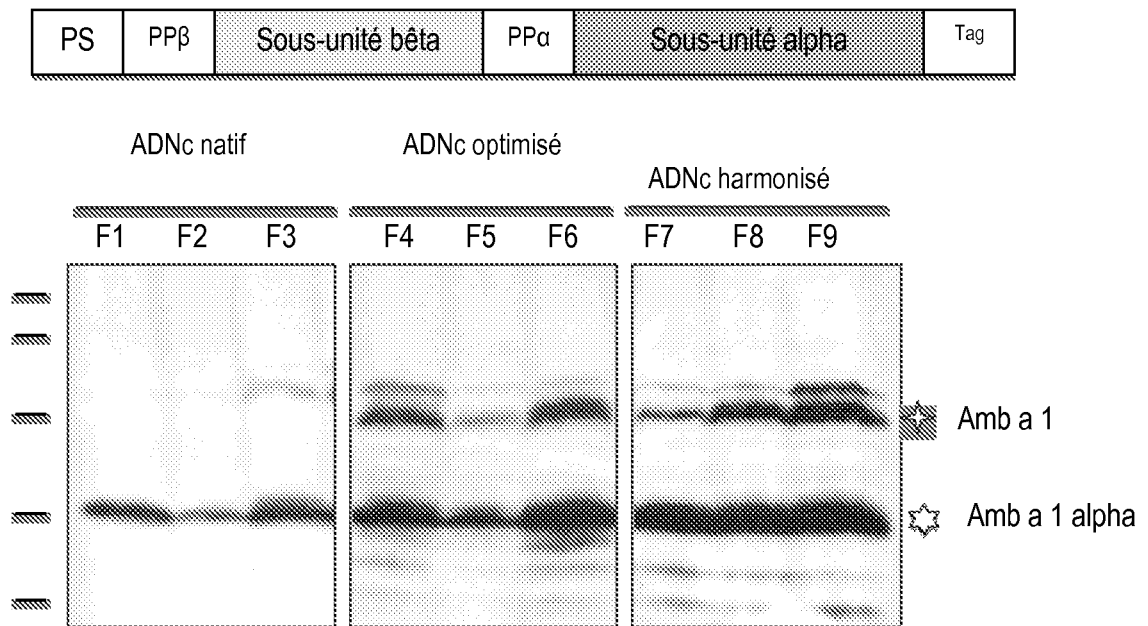 PS PPβ Sous-unité bêta PPα Sous-unité alpha Tag
ADNc natif ADNc optimisé
ADNc harmonisé
F1 F2 F3 F4 F5 F6 F7 F8 F9
Amb a 1
Amb a 1 alpha